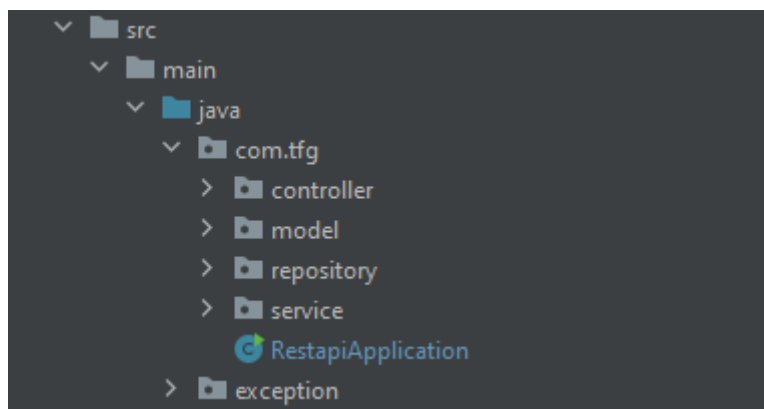 src
main
java
com.tfg
controller
model
repository
service
RestapiApplication
exception